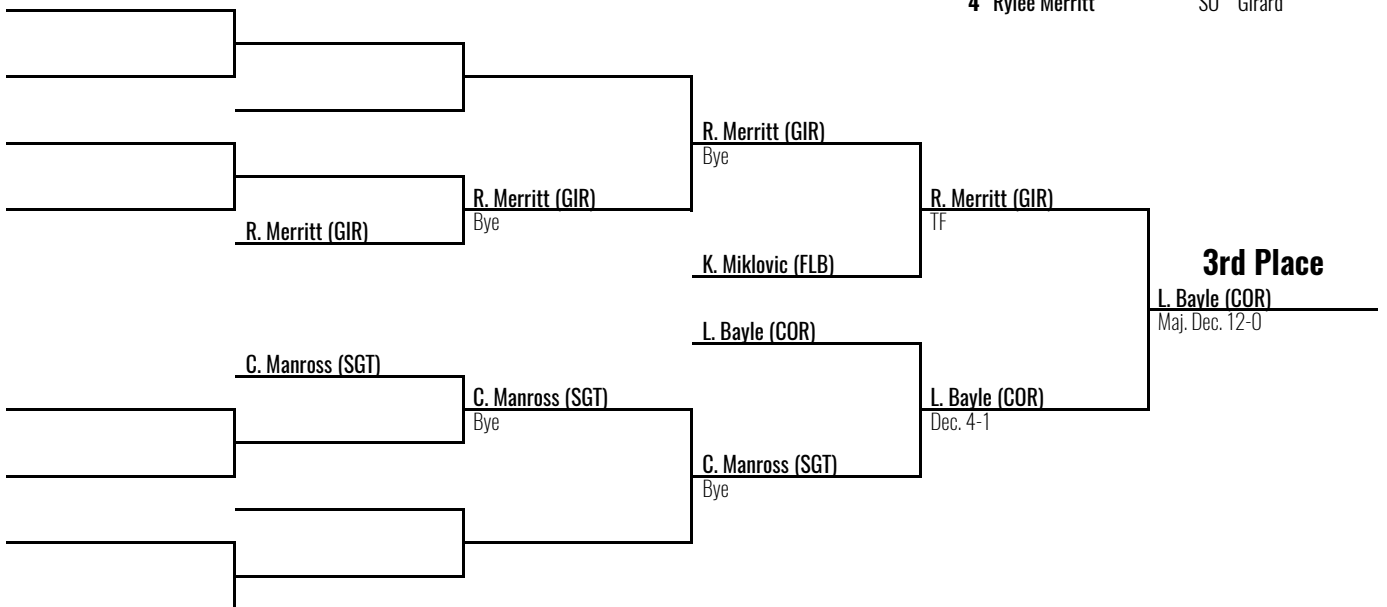 4 Rylee Merritt SO Girard
R. Merritt (GIR)
Bye
R. Merritt (GIR)
Bye
R. Merritt (GIR)
TF
R. Merritt (GIR)
K. Miklovic (FLB)
3rd Place
L. Bayle (COR)
Maj. Dec. 12-0
L. Bayle (COR)
C. Manross (SGT)
C. Manross (SGT)
Bye
L. Bayle (COR)
Dec. 4-1
C. Manross (SGT)
Bye